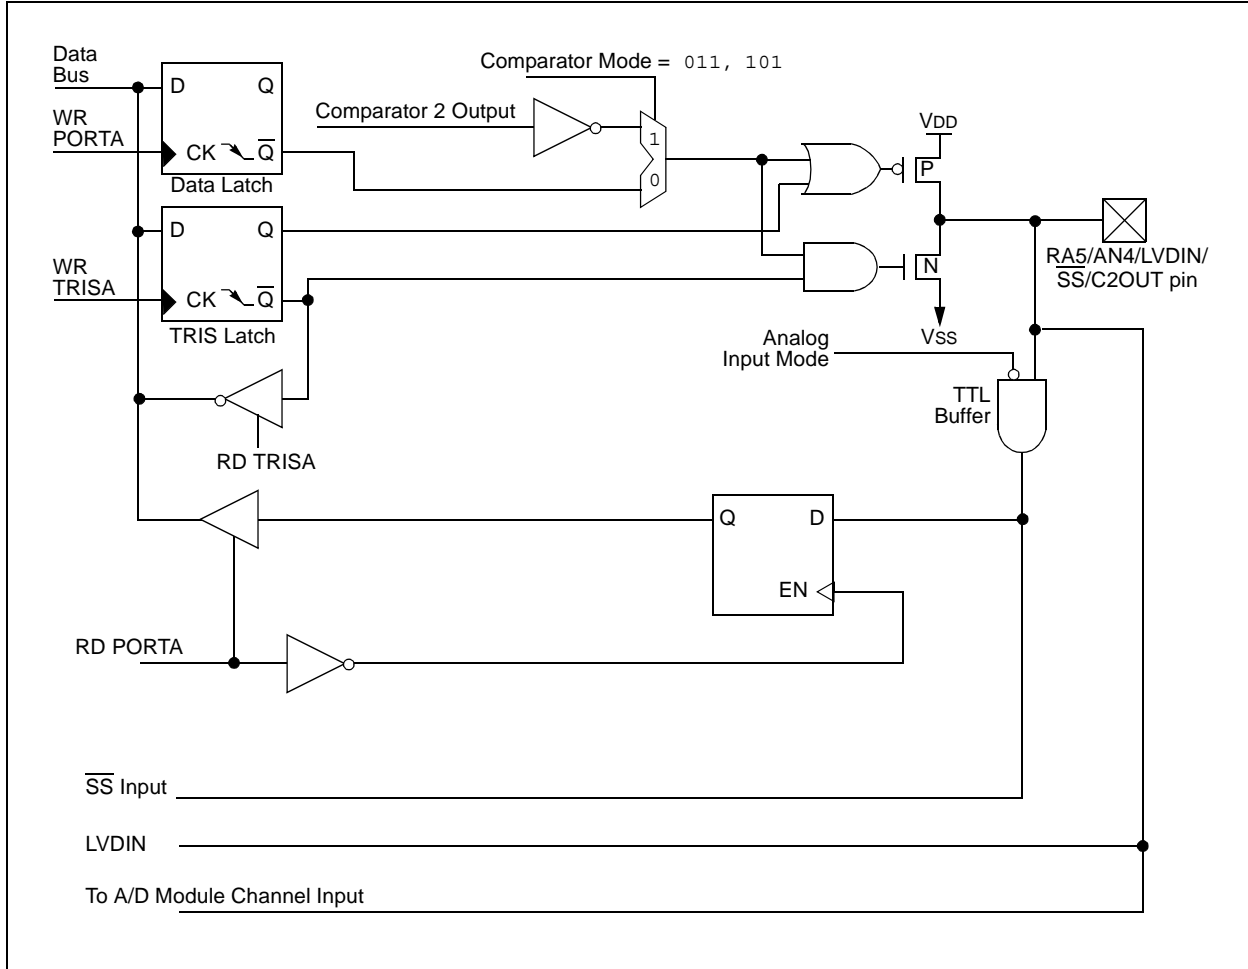 Data
Bus
D
Q
WR
PORTA
CK
Q̅
Data Latch
Comparator Mode = 011, 101
Comparator 2 Output
1
0
VDD
P
D
Q
WR
TRISA
CK
Q̅
TRIS Latch
N
VSS
RA5/AN4/LVDIN/
S̅S̅/C2OUT pin
Analog
Input Mode
TTL
Buffer
RD TRISA
Q
D
EN
RD PORTA
S̅S̅ Input
LVDIN
To A/D Module Channel Input